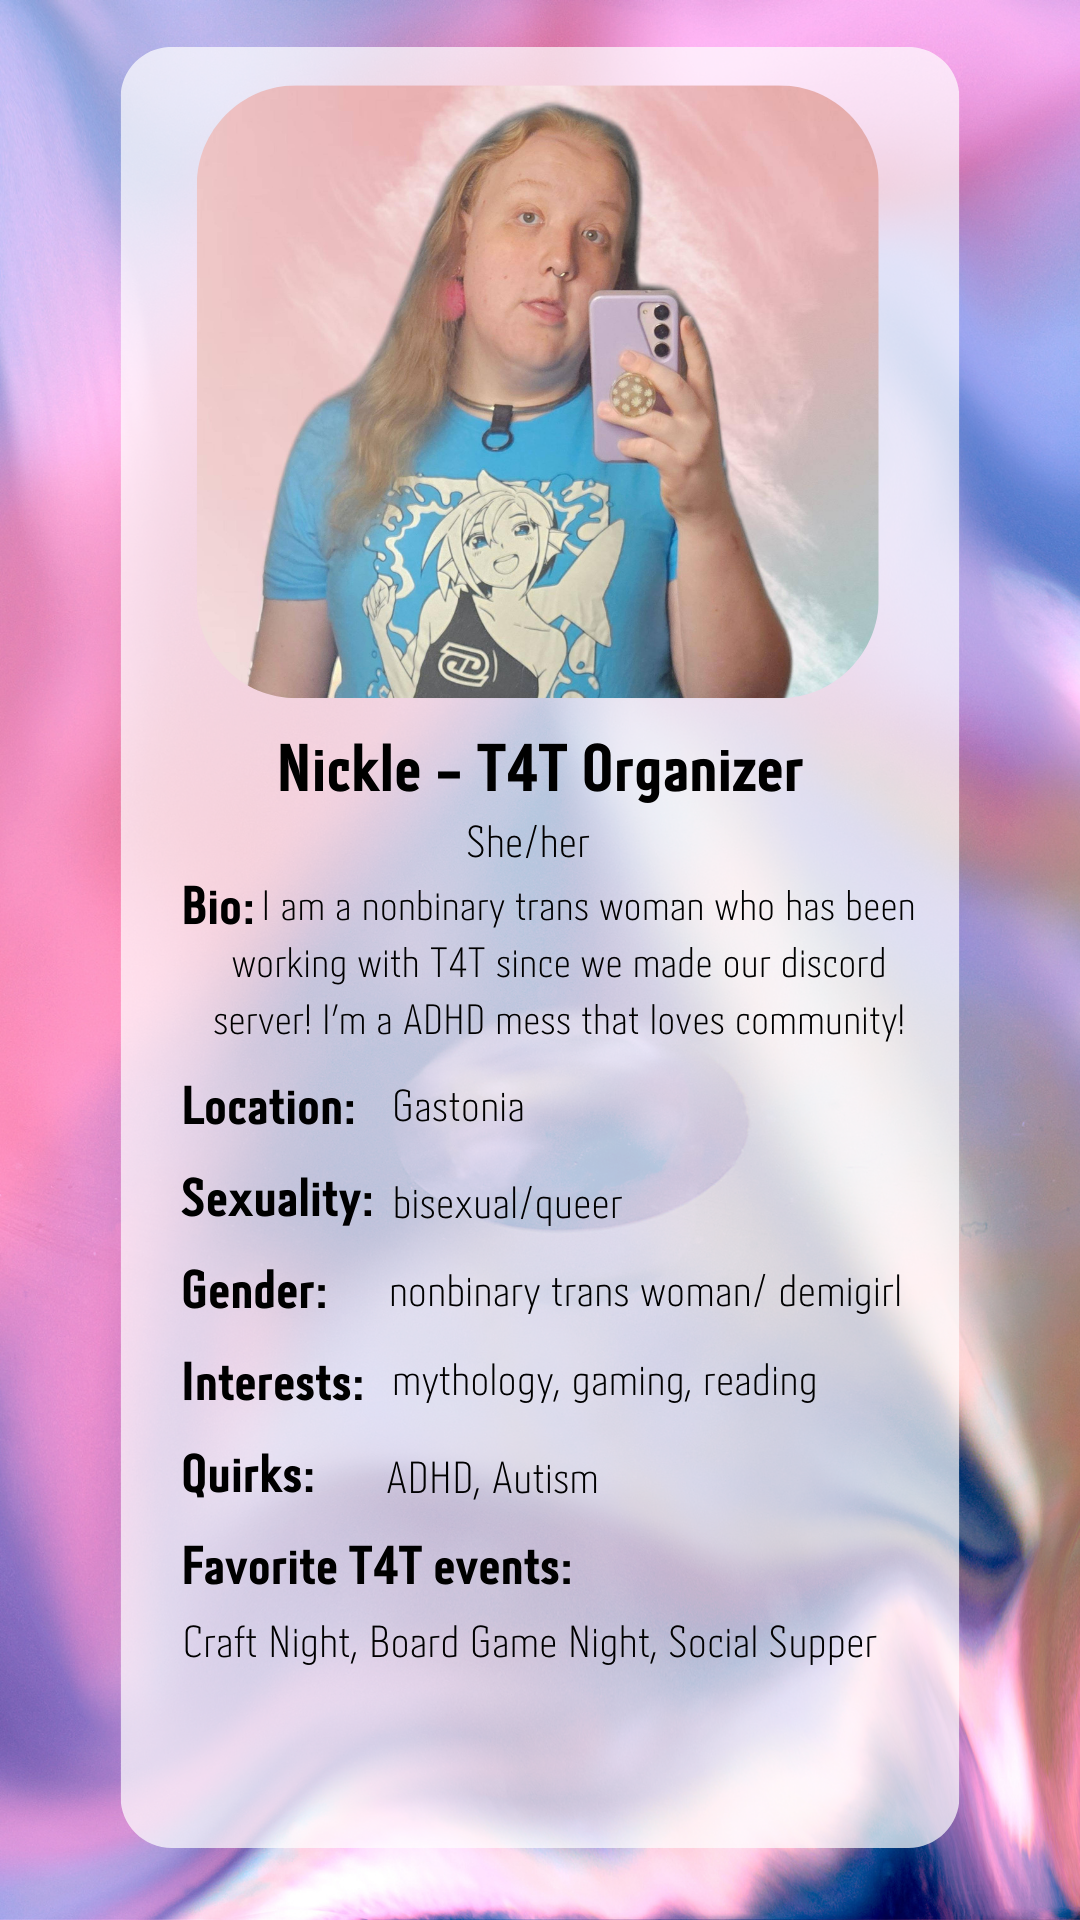 Nickle - T4T Organizer
She/her
Bio: I am a nonbinary trans woman who has been
working with T4T since we made our discord
server! I'm a ADHD mess that loves community!
Location: Gastonia
Sexuality: bisexual/queer
Gender: nonbinary trans woman/ demigirl
Interests: mythology, gaming, reading
Quirks: ADHD, Autism
Favorite T4T events:
Craft Night, Board Game Night, Social Supper